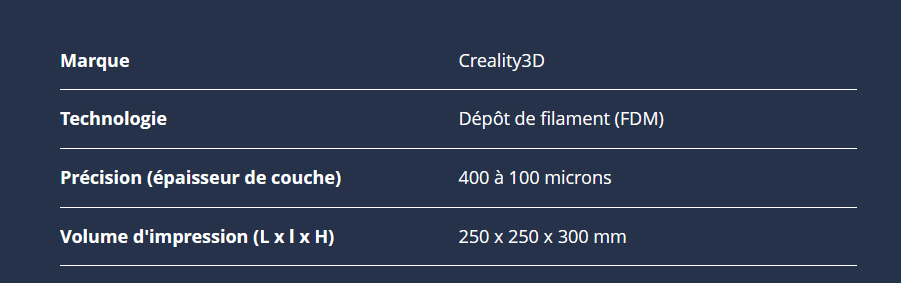 Marque Creality3D
Technologie Dépôt de filament (FDM)
Précision (épaisseur de couche) 400 à 100 microns
Volume d'impression (L x l x H) 250 x 250 x 300 mm